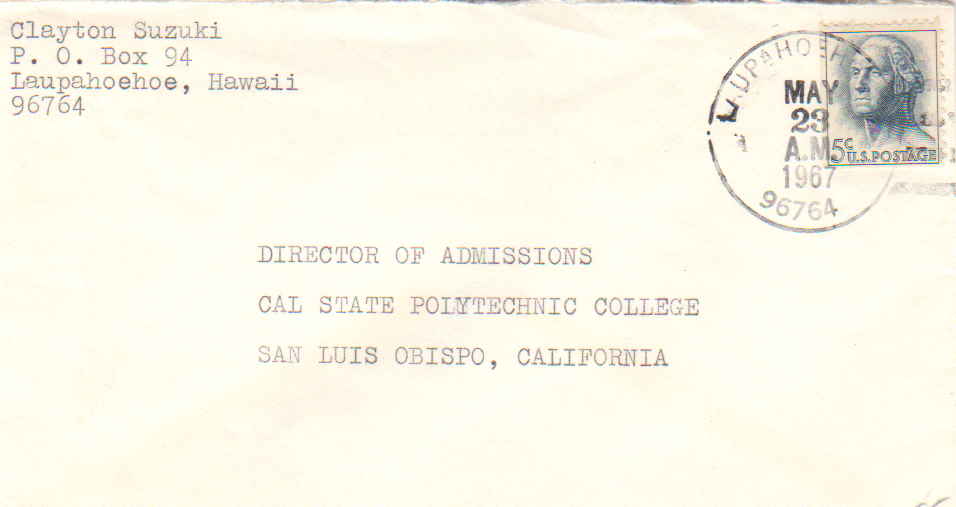 Clayton Suzuki
P. O. Box 94
Laupahoehoe, Hawaii
96764
LAUPAHOEH
MAY
23
A.M.
1967
96764
5c U.S. POSTAGE
DIRECTOR OF ADMISSIONS
CAL STATE POLYTECHNIC COLLEGE
SAN LUIS OBISPO, CALIFORNIA